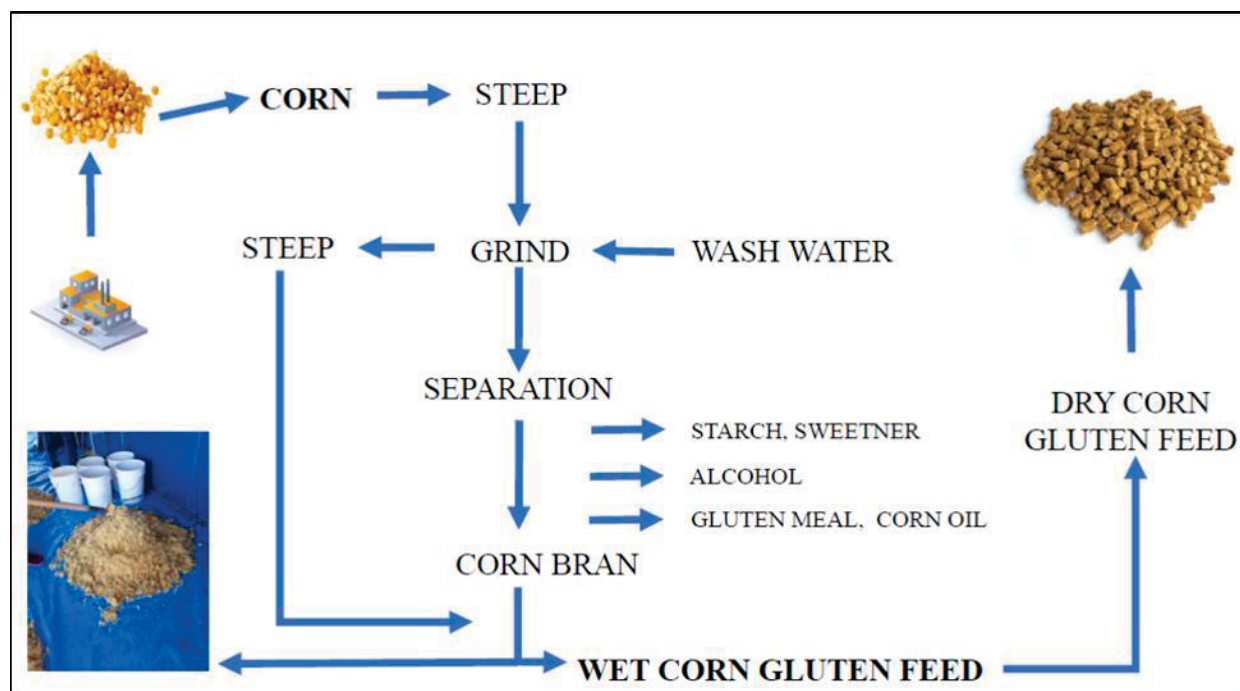 CORN
STEEP
STEEP
GRIND
WASH WATER
SEPARATION
STARCH, SWEETNER
ALCOHOL
GLUTEN MEAL, CORN OIL
DRY CORN
GLUTEN FEED
CORN BRAN
WET CORN GLUTEN FEED